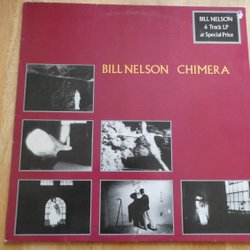 BILL NELSON
6 Track LP
at Special Price
BILL NELSON CHIMERA